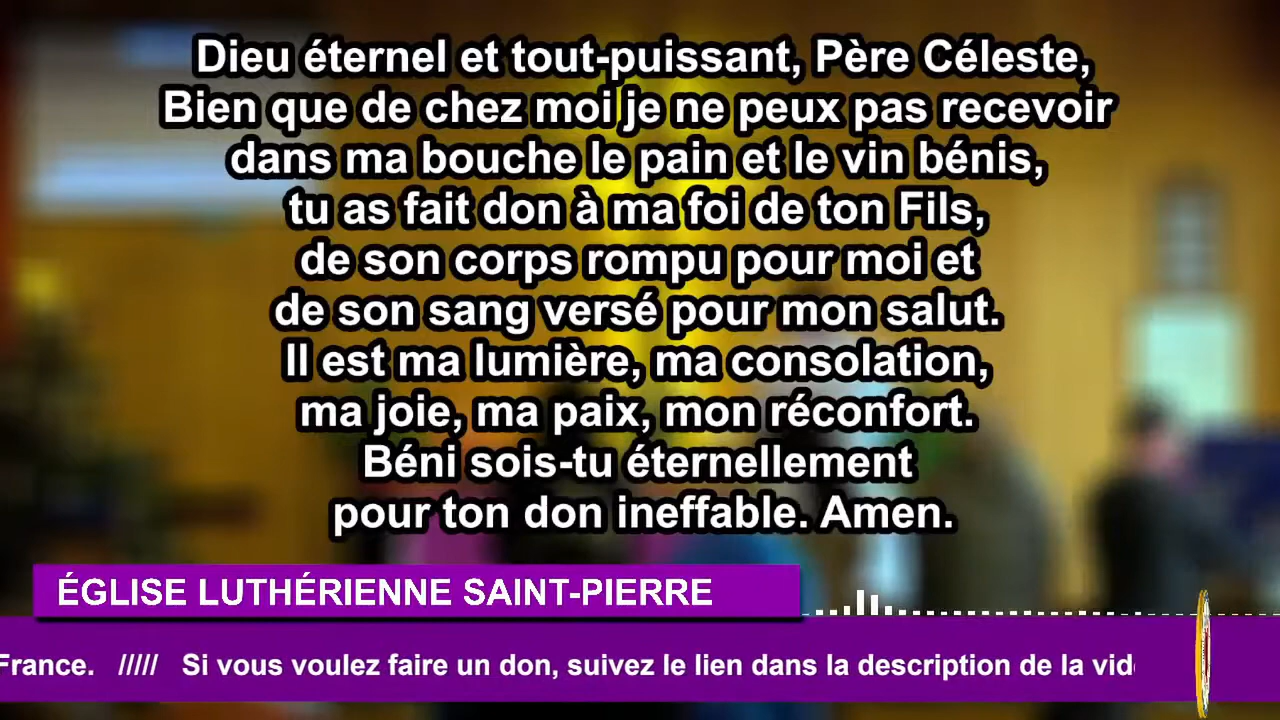 Dieu éternel et tout-puissant, Père Céleste,
Bien que de chez moi je ne peux pas recevoir
dans ma bouche le pain et le vin bénis,
tu as fait don à ma foi de ton Fils,
de son corps rompu pour moi et
de son sang versé pour mon salut.
Il est ma lumière, ma consolation,
ma joie, ma paix, mon réconfort.
Béni sois-tu éternellement
pour ton don ineffable. Amen.
ÉGLISE LUTHÉRIENNE SAINT-PIERRE
France. ///// Si vous voulez faire un don, suivez le lien dans la description de la vid